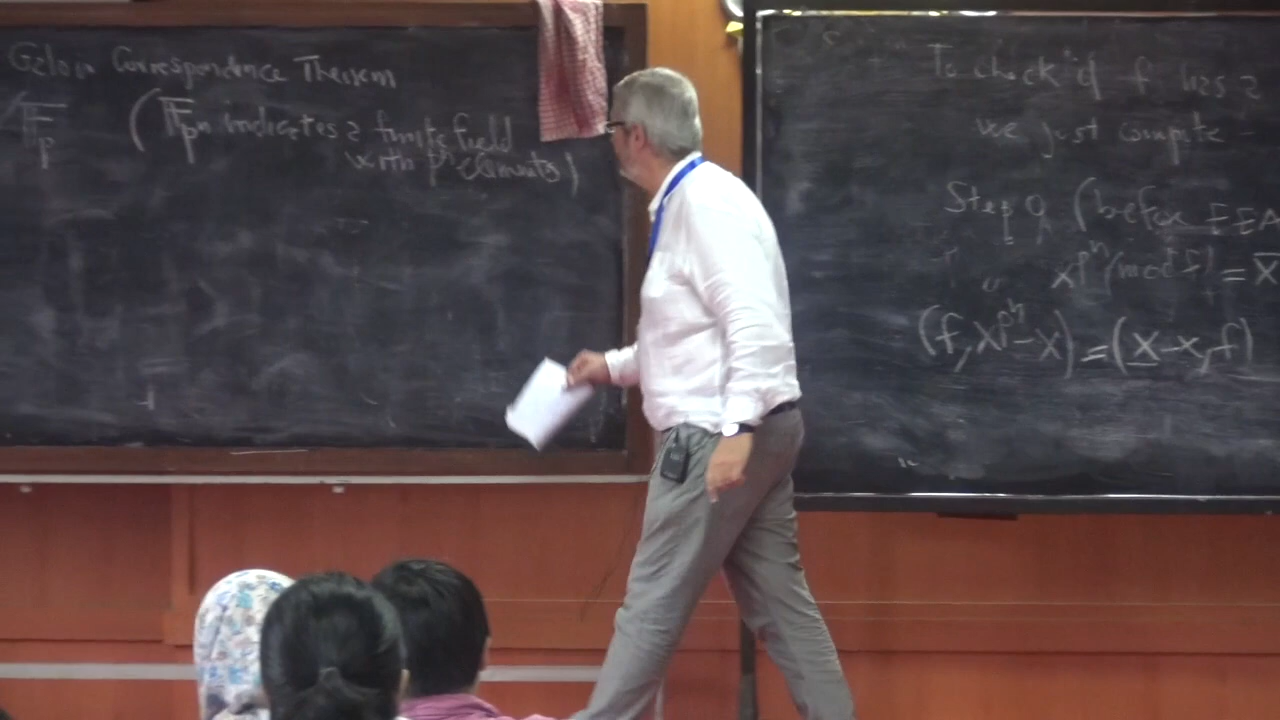 Galois Correspondence Theorem
/𝔽_p (𝔽_{p^n} indicates a finite field
with p^n elements)
To check if f has a
we just compute
Step 0 (before EEA
x^{p^n} (mod f) = X
(f, x^{p^n} - x) = (X - x, f)